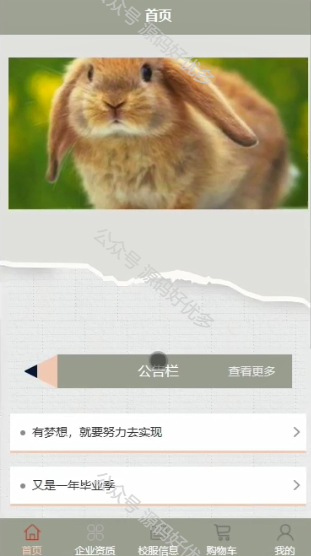 首页
公众号 源码好优多
公众号 源码好优多
公告栏
查看更多
有梦想，就要努力去实现
又是一年毕业季
公众号 源码好优
首页
企业资质
校服信息
购物车
我的